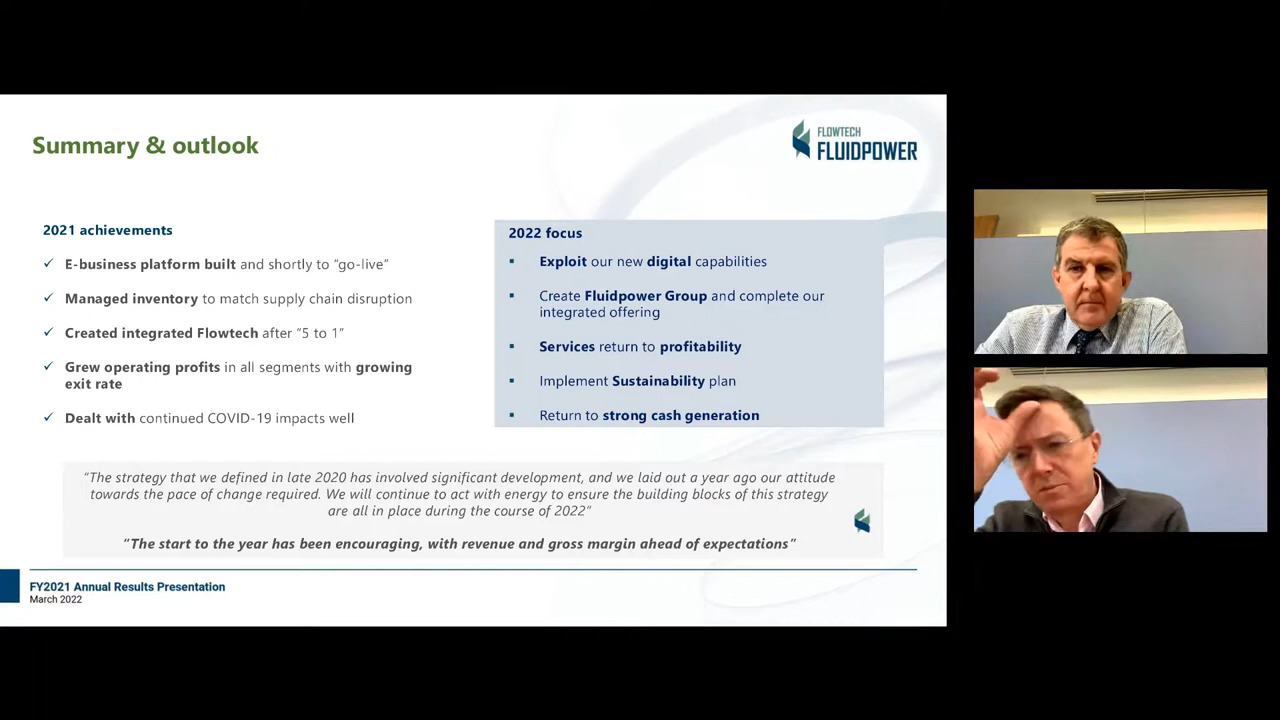 Summary & outlook
FLOWTECH
FLUIDPOWER
2021 achievements
E-business platform built and shortly to “go-live”
Managed inventory to match supply chain disruption
Created integrated Flowtech after “5 to 1”
Grew operating profits in all segments with growing
exit rate
Dealt with continued COVID-19 impacts well
2022 focus
Exploit our new digital capabilities
Create Fluidpower Group and complete our
integrated offering
Services return to profitability
Implement Sustainability plan
Return to strong cash generation
“The strategy that we defined in late 2020 has involved significant development, and we laid out a year ago our attitude
towards the pace of change required. We will continue to act with energy to ensure the building blocks of this strategy
are all in place during the course of 2022”
“The start to the year has been encouraging, with revenue and gross margin ahead of expectations”
FY2021 Annual Results Presentation
March 2022